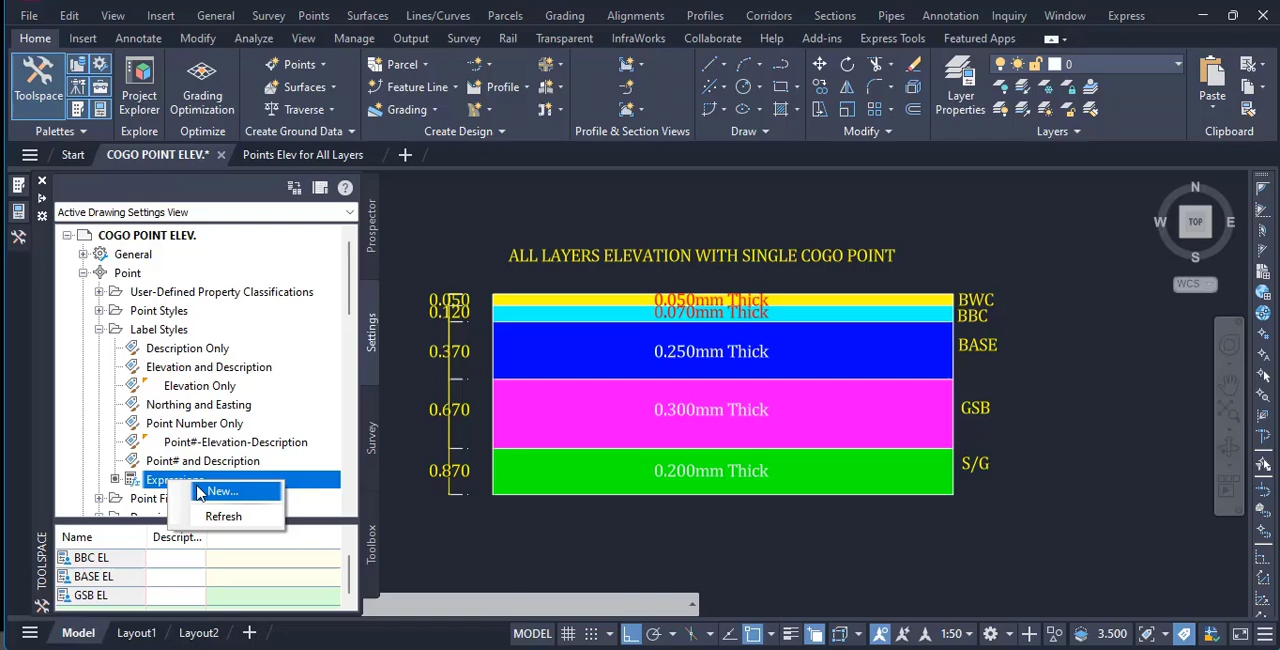 File Edit View Insert General Survey Points Surfaces Lines/Curves Parcels Grading Alignments Profiles Corridors Sections Pipes Annotation Inquiry Window Express
Home Insert Annotate Modify Analyze View Manage Output Survey Rail Transparent InfraWorks Collaborate Help Add-ins Express Tools Featured Apps
Toolspace
Project Explorer
Grading Optimization
Points
Surfaces
Traverse
Parcel
Feature Line
Grading
Profile
Layer Properties
0
Paste
Palettes Explore Optimize Create Ground Data Create Design Profile & Section Views Draw Modify Layers Clipboard
Start COGO POINT ELEV.* Points Elev for All Layers
Active Drawing Settings View
COGO POINT ELEV.
General
Point
User-Defined Property Classifications
Point Styles
Label Styles
Description Only
Elevation and Description
Elevation Only
Northing and Easting
Point Number Only
Point#-Elevation-Description
Point# and Description
Expressions
New...
Refresh
Name Descript...
BBC EL
BASE EL
GSB EL
TOOLSPACE
Prospector
Settings
Survey
Toolbox
ALL LAYERS ELEVATION WITH SINGLE COGO POINT
0.050 0.050mm Thick BWC
0.120 0.070mm Thick BBC
0.370 0.250mm Thick BASE
0.670 0.300mm Thick GSB
0.870 0.200mm Thick S/G
N
W TOP E
S
WCS
Model Layout1 Layout2
MODEL 1:50 3.500